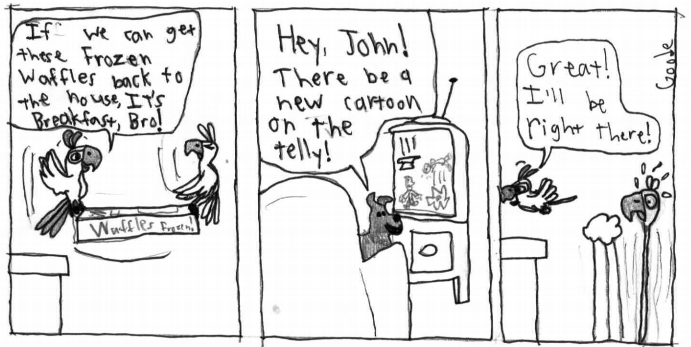 If we can get
these Frozen
Waffles back to
the house, It's
Breakfast, Bro!
Waffles Frozen
Hey, John!
There be a
new cartoon
on the
telly!
Great!
I'll be
right there!